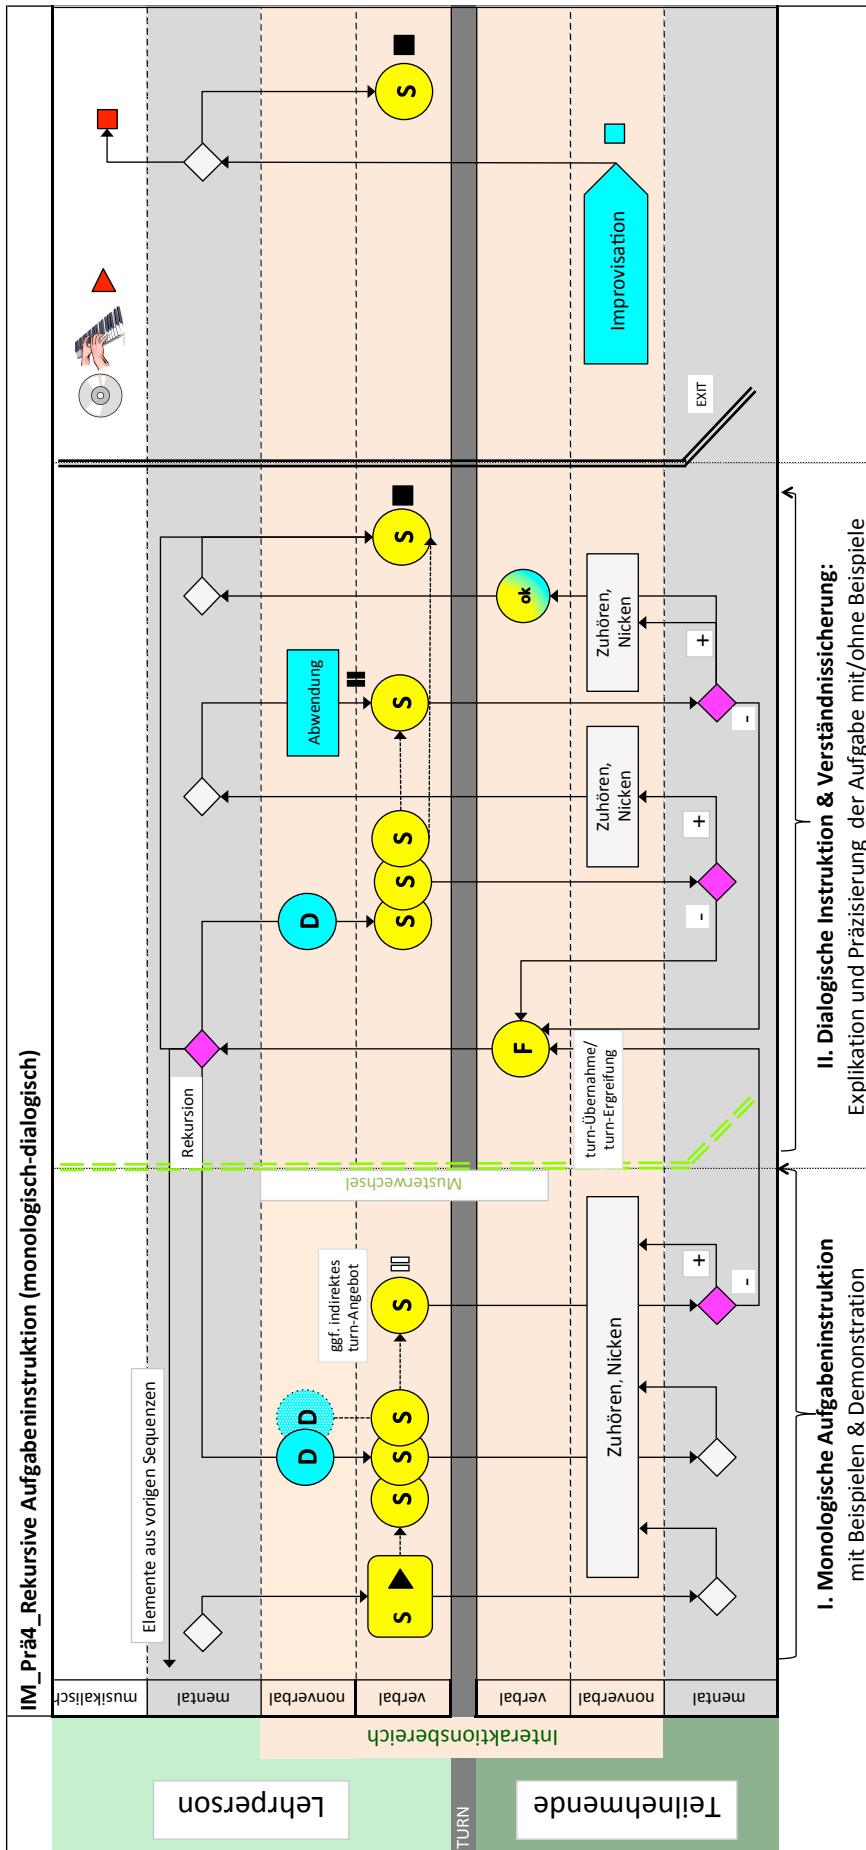 IM_Prä4_Rekursive Aufgabeninstruktion (monologisch-dialogisch)
Lehrperson
TURN
Teilnehmende
Interaktionsbereich
musikalisch
mental
nonverbal
verbal
verbal
nonverbal
mental
Elemente aus vorigen Sequenzen
Rekursion
S
S
S
S
D
D
ggf. indirektes
turn-Angebot
S
Zuhören, Nicken
+
-
Musterwechsel
turn-Übernahme/
turn-Ergreifung
F
D
S
S
S
-
+
Zuhören,
Nicken
Abwendung
S
+
-
Zuhören,
Nicken
ok
S
EXIT
Improvisation
S
I. Monologische Aufgabeninstruktion
mit Beispielen & Demonstration
II. Dialogische Instruktion & Verständnissicherung:
Explikation und Präzisierung der Aufgabe mit/ohne Beispiele